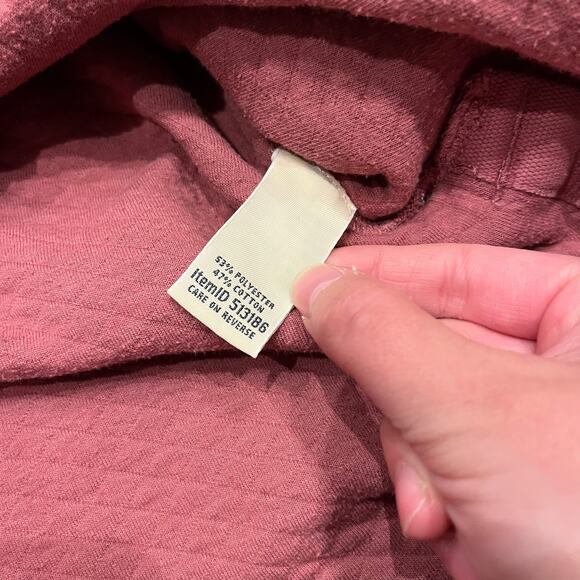 53% POLYESTER
47% COTTON
ItemID 513186
CARE ON REVERSE